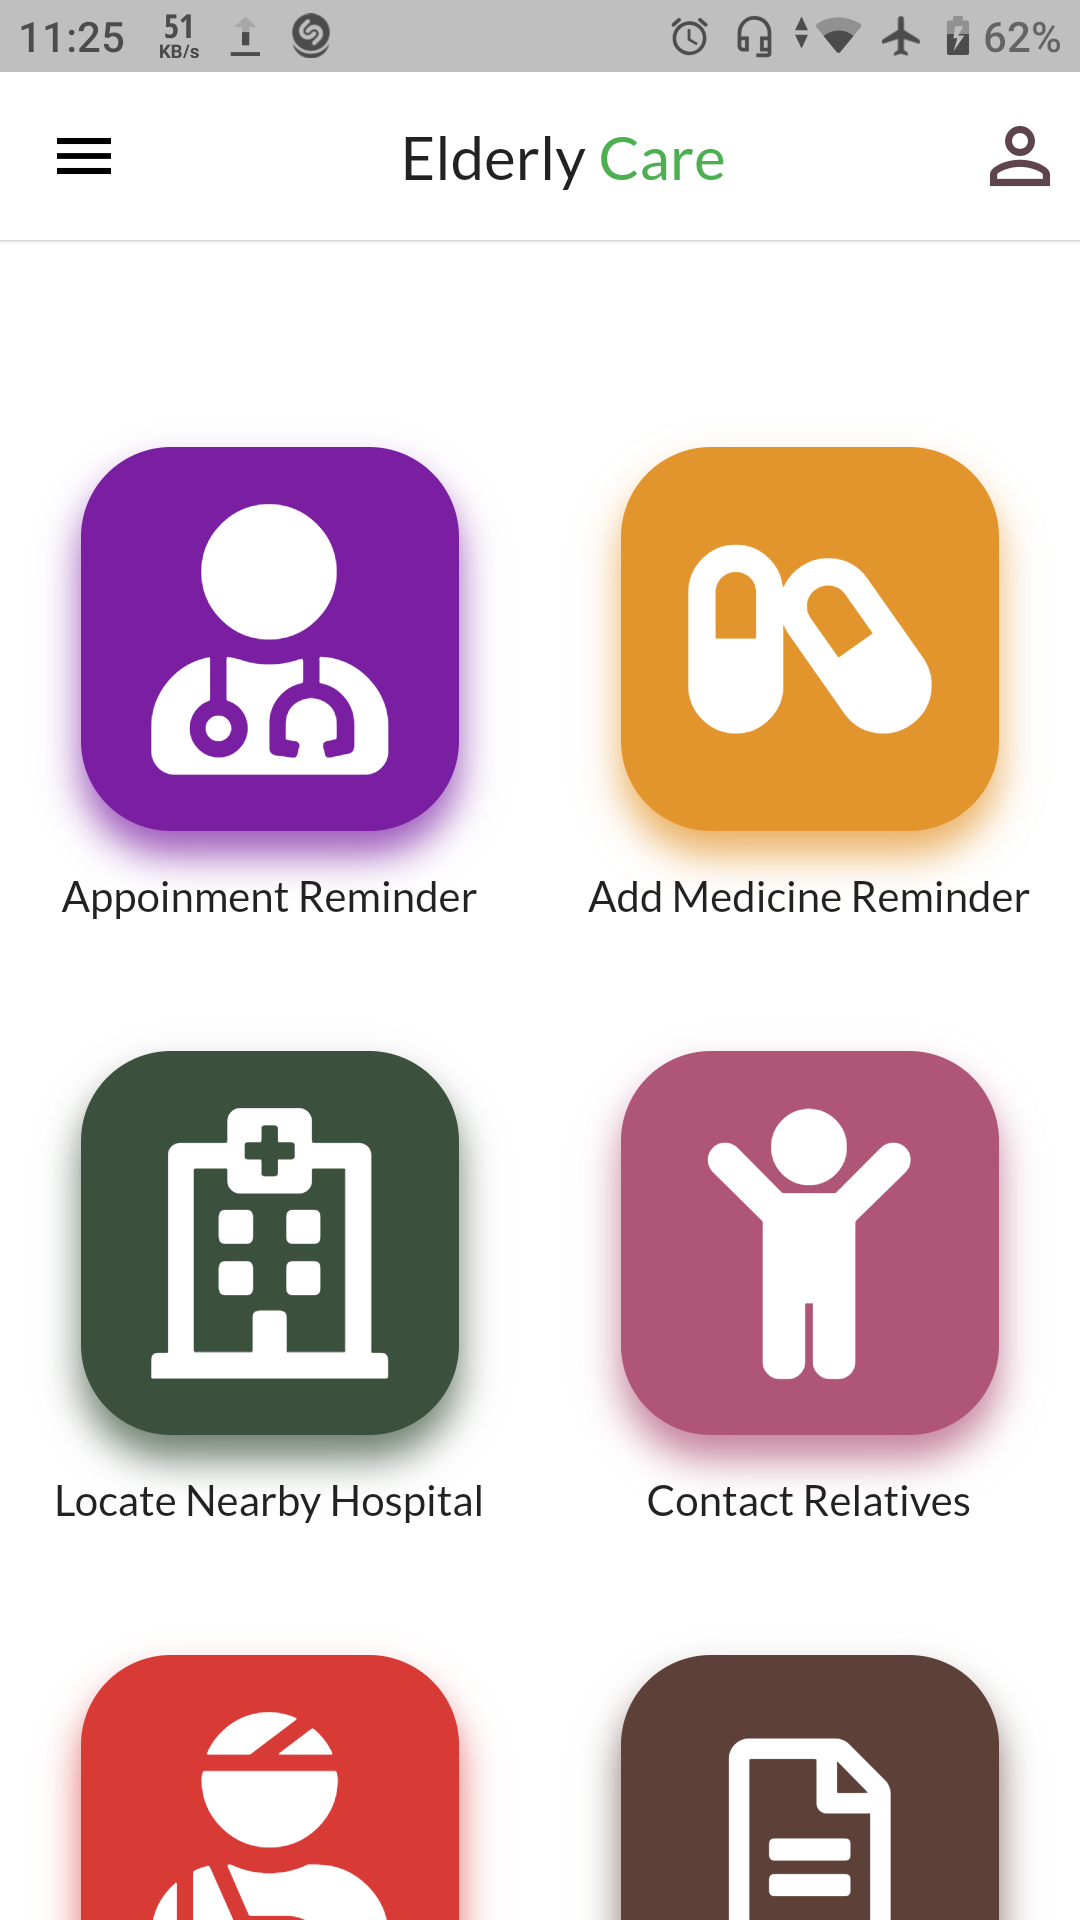 11:25 51 KB/s 62%
Elderly Care
Appoinment Reminder Add Medicine Reminder
Locate Nearby Hospital Contact Relatives